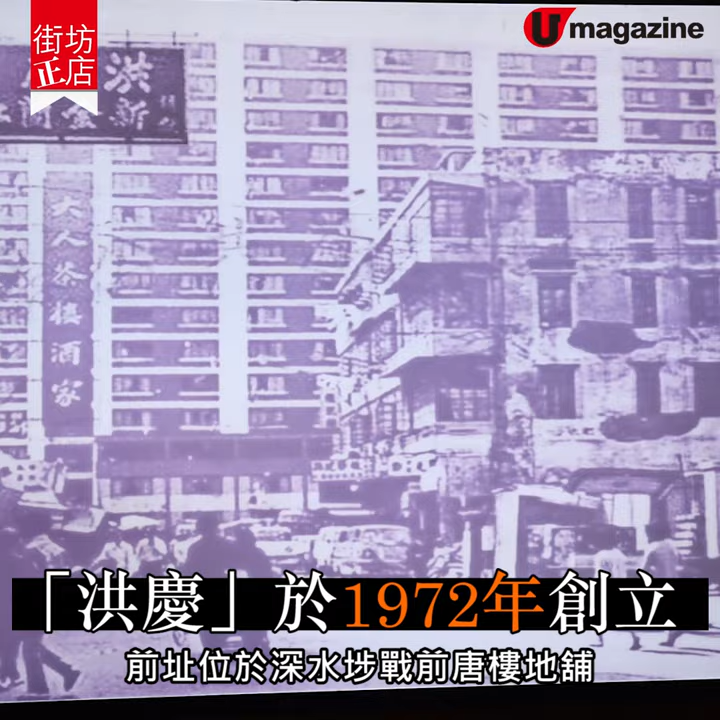 街坊
正店
U magazine
洪
新
大人茶樓酒家
「洪慶」於1972年創立
前址位於深水埗戰前唐樓地舖